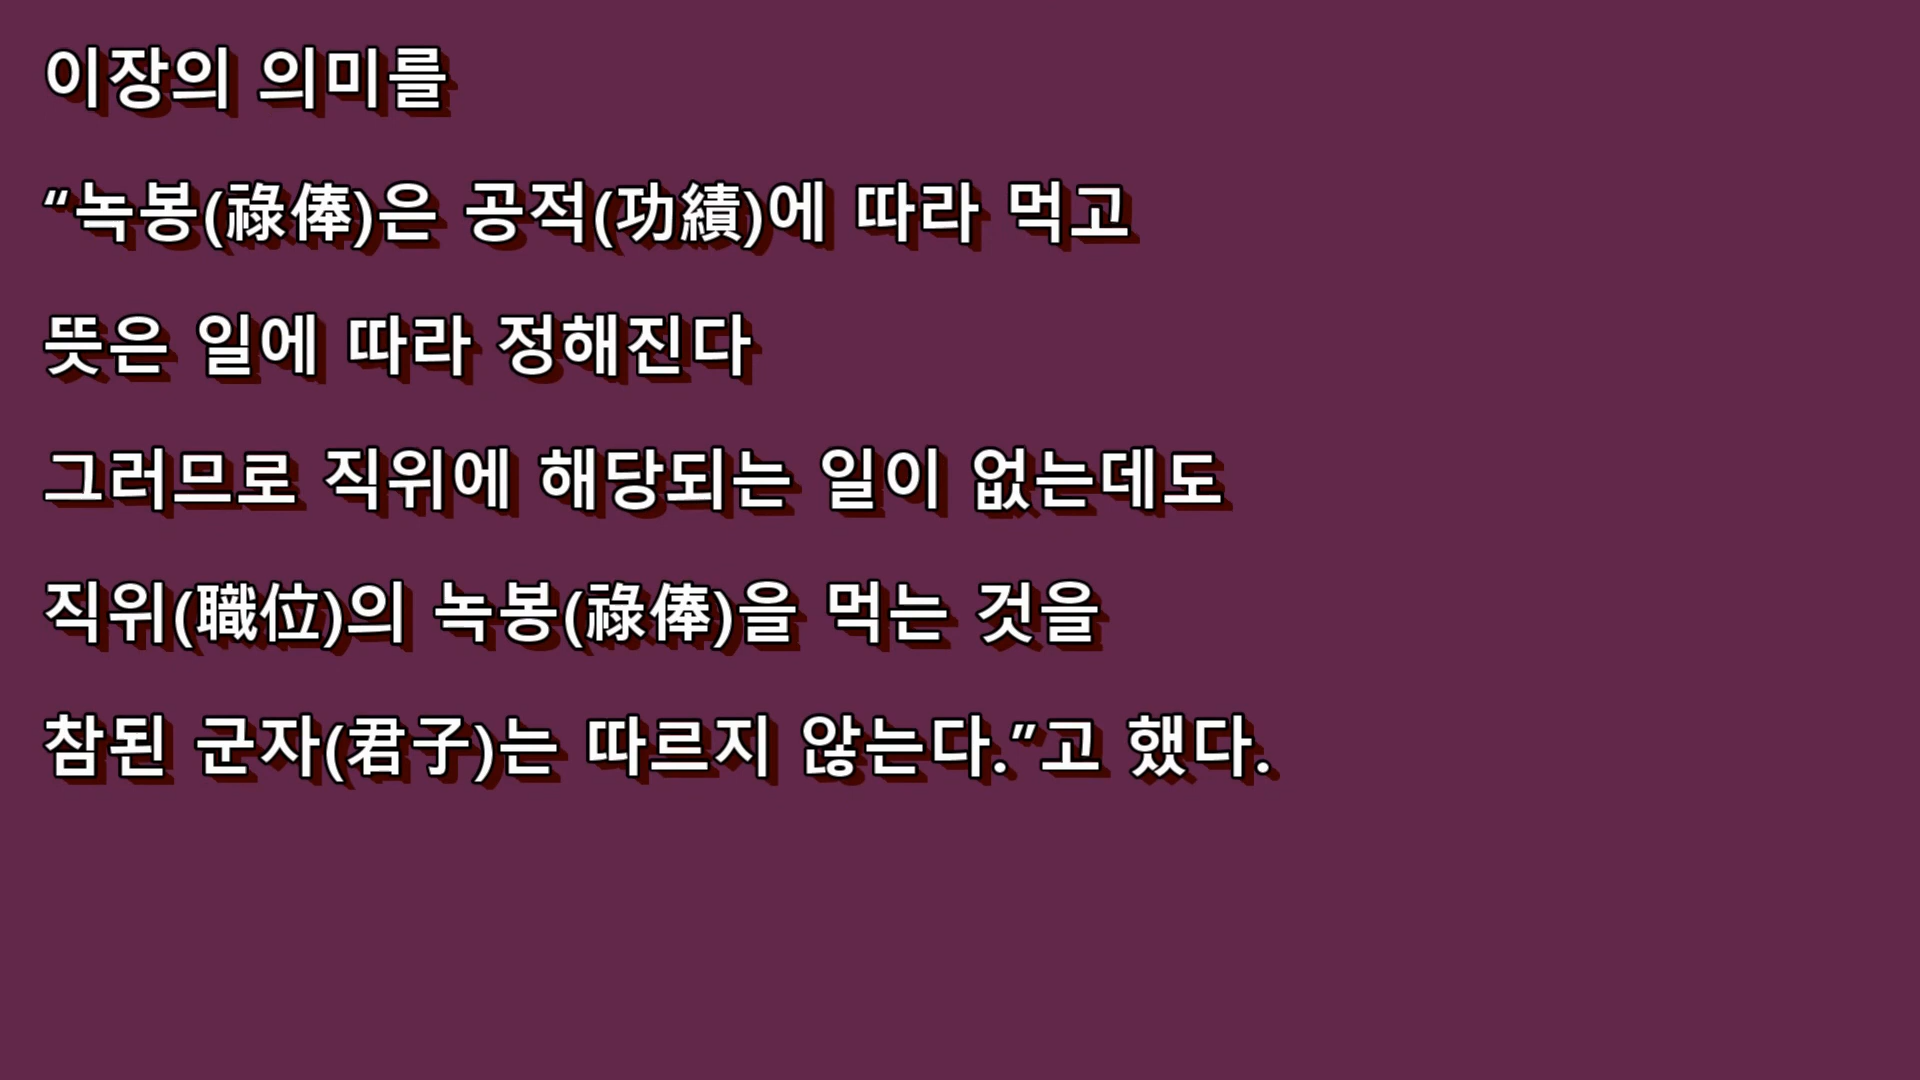 이장의 의미를
“녹봉(祿俸)은 공적(功績)에 따라 먹고
뜻은 일에 따라 정해진다
그러므로 직위에 해당되는 일이 없는데도
직위(職位)의 녹봉(祿俸)을 먹는 것을
참된 군자(君子)는 따르지 않는다.”고 했다.